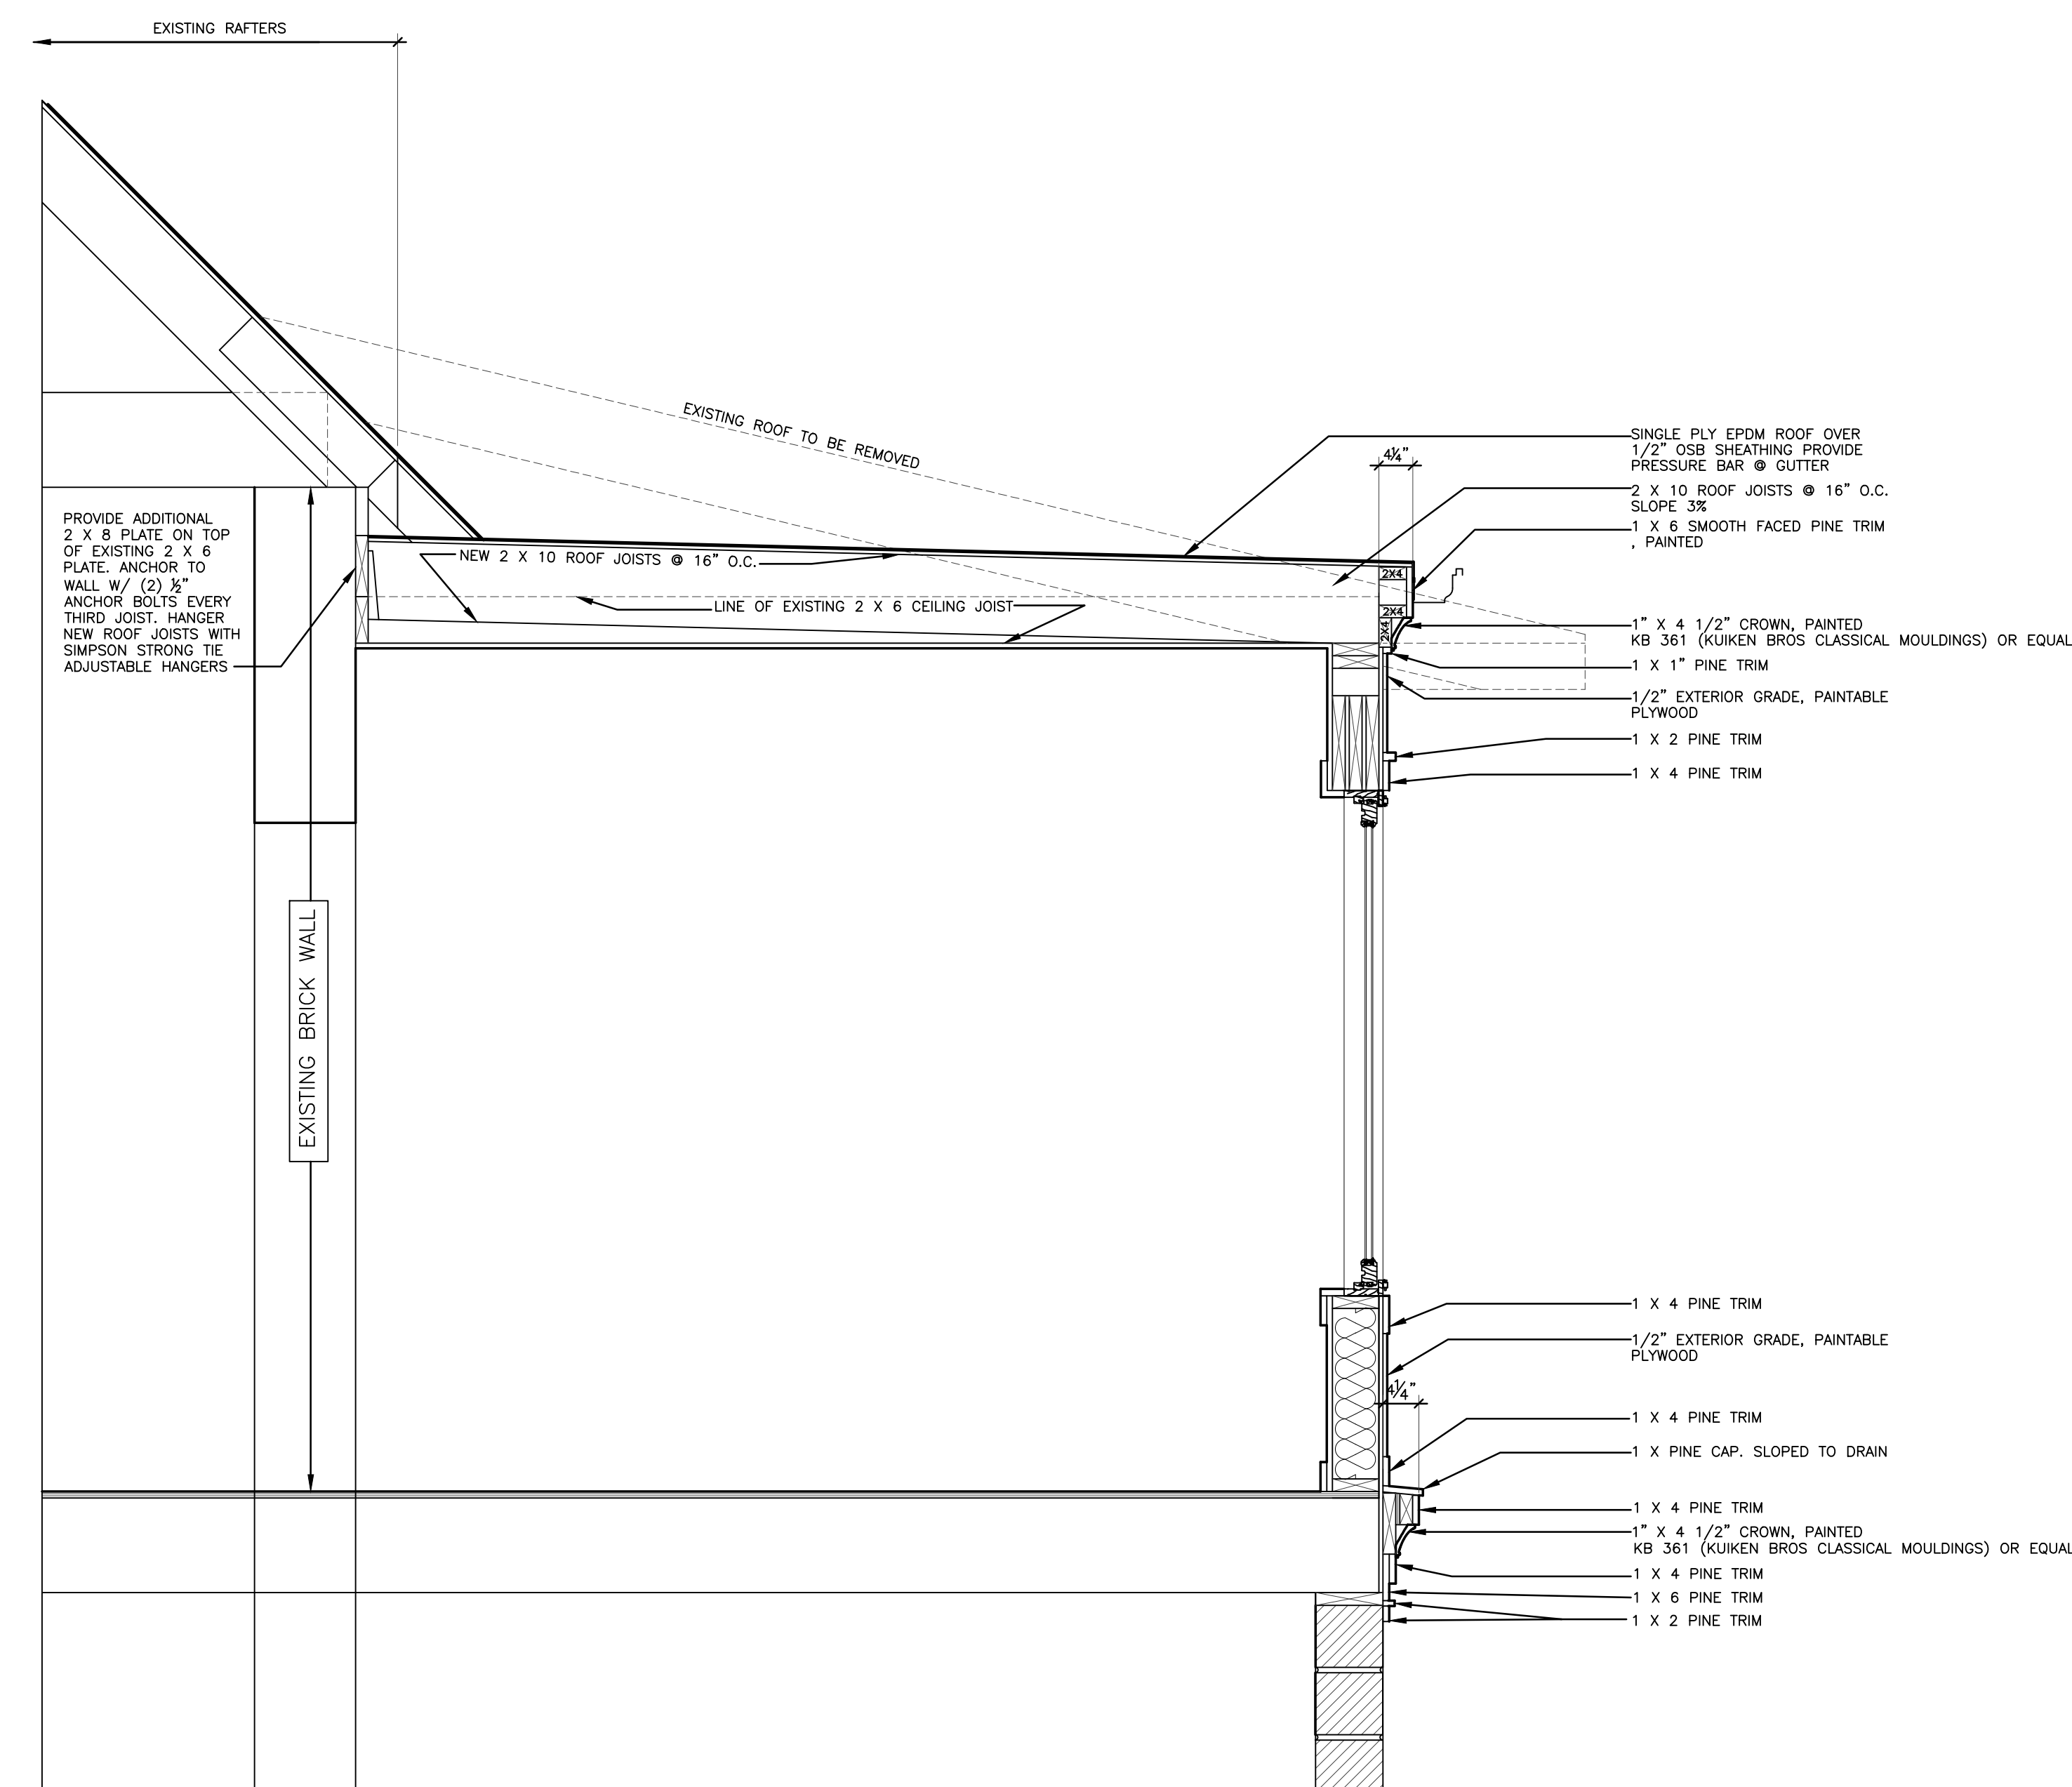 EXISTING RAFTERS
EXISTING ROOF TO BE REMOVED
4¼"
SINGLE PLY EPDM ROOF OVER
1/2" OSB SHEATHING PROVIDE
PRESSURE BAR @ GUTTER
2 X 10 ROOF JOISTS @ 16" O.C.
SLOPE 3%
1 X 6 SMOOTH FACED PINE TRIM
, PAINTED
PROVIDE ADDITIONAL
2 X 8 PLATE ON TOP
OF EXISTING 2 X 6
PLATE. ANCHOR TO
WALL W/ (2) ½"
ANCHOR BOLTS EVERY
THIRD JOIST. HANGER
NEW ROOF JOISTS WITH
SIMPSON STRONG TIE
ADJUSTABLE HANGERS
NEW 2 X 10 ROOF JOISTS @ 16" O.C.
LINE OF EXISTING 2 X 6 CEILING JOIST
2X4
2X4
2X4
1" X 4 1/2" CROWN, PAINTED
KB 361 (KUIKEN BROS CLASSICAL MOULDINGS) OR EQUAL
1 X 1" PINE TRIM
1/2" EXTERIOR GRADE, PAINTABLE
PLYWOOD
1 X 2 PINE TRIM
1 X 4 PINE TRIM
EXISTING BRICK WALL
1 X 4 PINE TRIM
1/2" EXTERIOR GRADE, PAINTABLE
PLYWOOD
4¼"
1 X 4 PINE TRIM
1 X PINE CAP. SLOPED TO DRAIN
1 X 4 PINE TRIM
1" X 4 1/2" CROWN, PAINTED
KB 361 (KUIKEN BROS CLASSICAL MOULDINGS) OR EQUAL
1 X 4 PINE TRIM
1 X 6 PINE TRIM
1 X 2 PINE TRIM